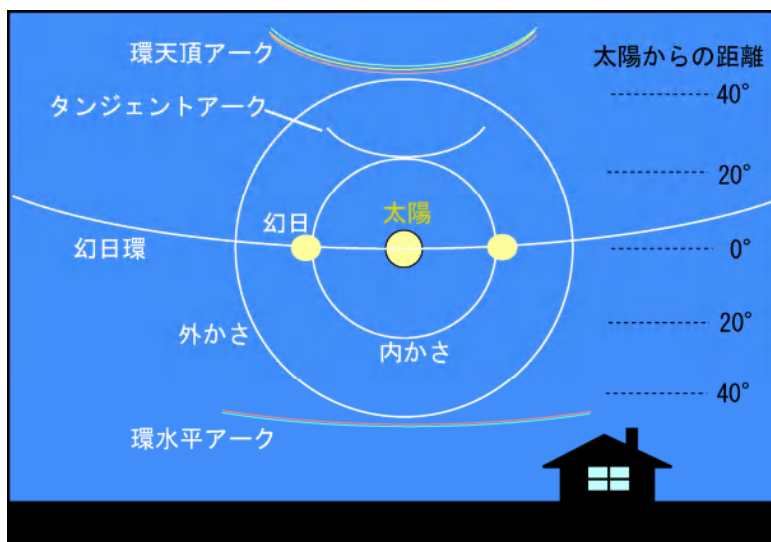 環天頂アーク
太陽からの距離
40°
タンジェントアーク
20°
太陽
幻日
幻日環
0°
外かさ
内かさ
20°
40°
環水平アーク